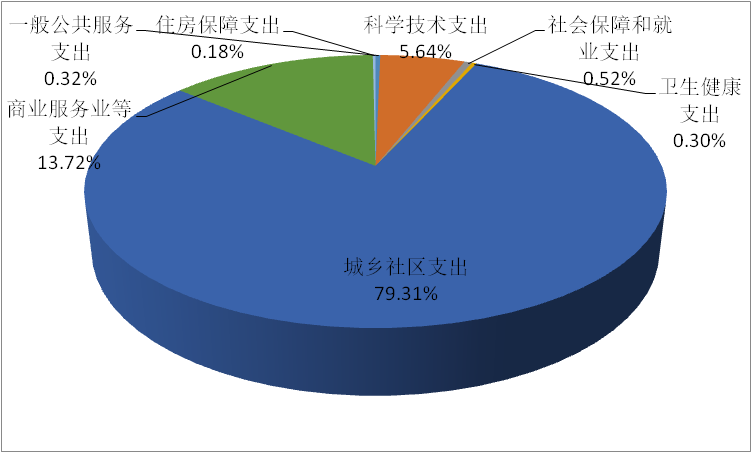 一般公共服务
支出
0.32%
住房保障支出
0.18%
科学技术支出
5.64%
社会保障和就
业支出
0.52%
卫生健康
支出
0.30%
商业服务业等
支出
13.72%
城乡社区支出
79.31%